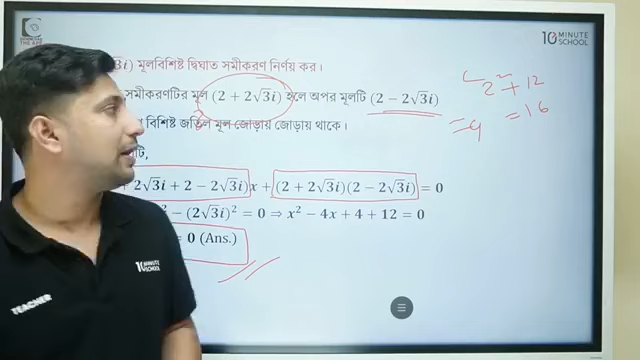 10 MINUTE SCHOOL
√3i) মূলবিশিষ্ট দ্বিঘাত সমীকরণ নির্ণয় কর।
সমীকরণটির মূল (2 + 2√3i) হলে অপর মূলটি (2 − 2√3i)
বিশিষ্ট জটিল মূল জোড়ায় জোড়ায় থাকে।
2² + 12
= 16
+ 2√3i + 2 − 2√3i)x + (2 + 2√3i)(2 − 2√3i) = 0
² − (2√3i)² = 0 ⇒ x² − 4x + 4 + 12 = 0
= 0 (Ans.)
10 MINUTE SCHOOL
TEACHER